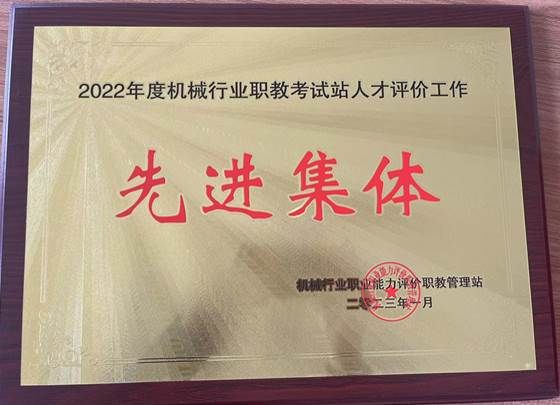 2022年度机械行业职教考试站人才评价工作
先进集体
机械行业职业能力评价职教管理站
二〇二三年一月